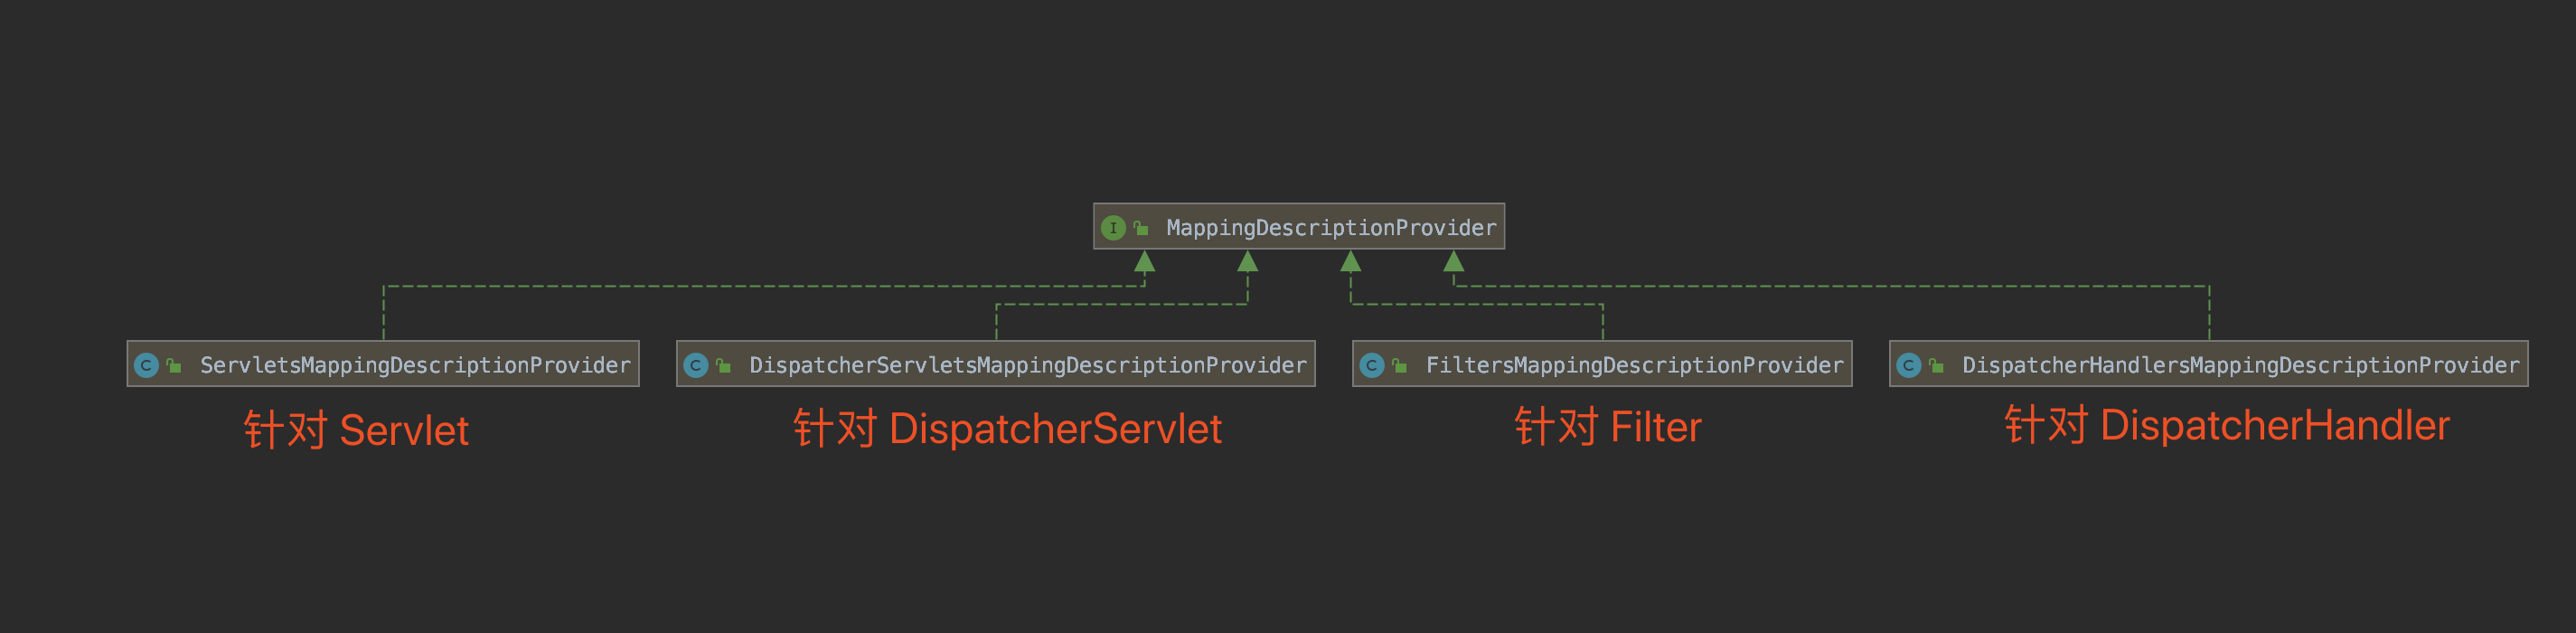 MappingDescriptionProvider
ServletsMappingDescriptionProvider
DispatcherServletsMappingDescriptionProvider
FiltersMappingDescriptionProvider
DispatcherHandlersMappingDescriptionProvider
针对 Servlet
针对 DispatcherServlet
针对 Filter
针对 DispatcherHandler